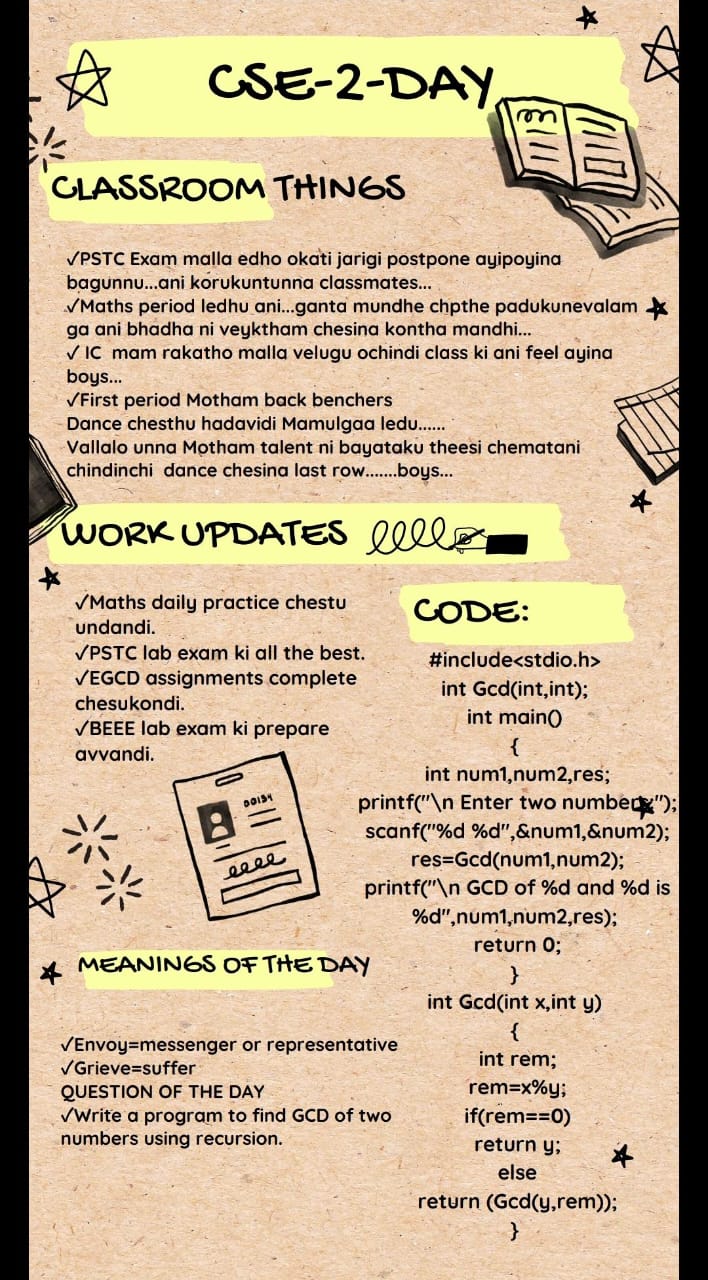 CSE-2-DAY
CLASSROOM THINGS
✓PSTC Exam malla edho okati jarigi postpone ayipoyina
bagunnu...ani korukuntunna classmates...
✓Maths period ledhu ani...ganta mundhe chpthe padukunevalam
ga ani bhadha ni veyktham chesina kontha mandhi...
✓ IC mam rakatho malla velugu ochindi class ki ani feel ayina
boys...
✓First period Motham back benchers
Dance chesthu hadavidi Mamulgaa ledu......
Vallalo unna Motham talent ni bayataku theesi chematani
chindinchi dance chesina last row.......boys...
WORK UPDATES
✓Maths daily practice chestu
undandi.
✓PSTC lab exam ki all the best.
✓EGCD assignments complete
chesukondi.
✓BEEE lab exam ki prepare
avvandi.
MEANINGS OF THE DAY
✓Envoy=messenger or representative
✓Grieve=suffer
QUESTION OF THE DAY
✓Write a program to find GCD of two
numbers using recursion.
CODE:
#include<stdio.h>
int Gcd(int,int);
int main()
{
int num1,num2,res;
printf("\n Enter two numbers:");
scanf("%d %d",&num1,&num2);
res=Gcd(num1,num2);
printf("\n GCD of %d and %d is
%d",num1,num2,res);
return 0;
}
int Gcd(int x,int y)
{
int rem;
rem=x%y;
if(rem==0)
return y;
else
return (Gcd(y,rem));
}